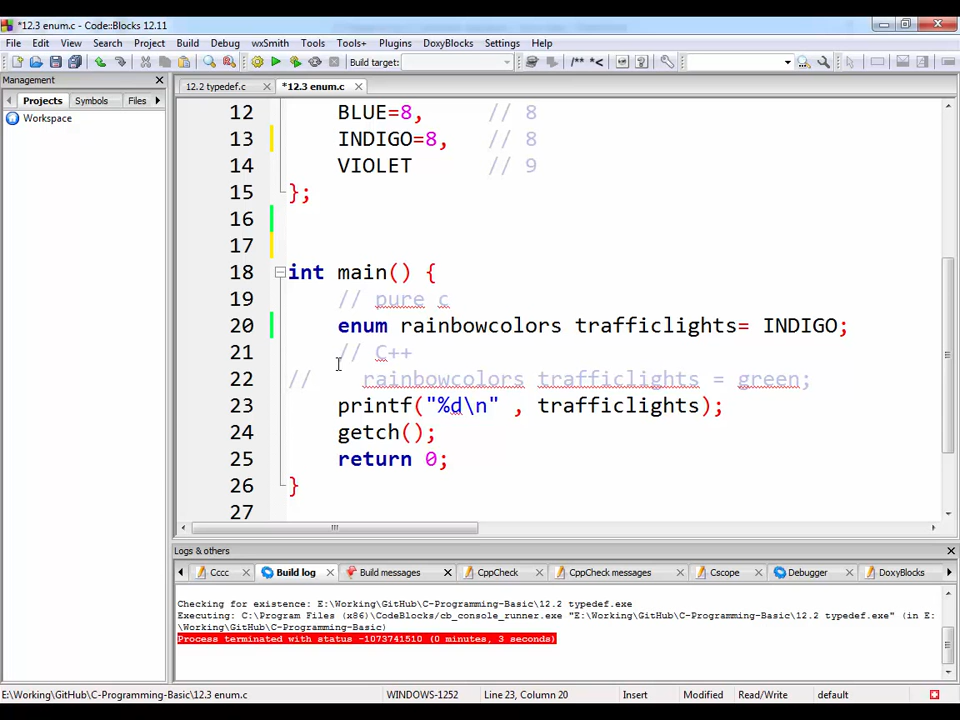 *12.3 enum.c - Code::Blocks 12.11
File Edit View Search Project Build Debug wxSmith Tools Tools+ Plugins DoxyBlocks Settings Help
Build target:
/** *<
Management
Projects Symbols Files
Workspace
12.2 typedef.c *12.3 enum.c
12 BLUE=8, // 8
13 INDIGO=8, // 8
14 VIOLET // 9
15 };
16
17
18 int main() {
19 // pure c
20 enum rainbowcolors trafficlights= INDIGO;
21 // C++
22 // rainbowcolors trafficlights = green;
23 printf("%d\n" , trafficlights);
24 getch();
25 return 0;
26 }
27
Logs & others
Cccc Build log Build messages CppCheck CppCheck messages Cscope Debugger DoxyBlocks
Checking for existence: E:\Working\GitHub\C-Programming-Basic\12.2 typedef.exe
Executing: C:\Program Files (x86)\CodeBlocks/cb_console_runner.exe "E:\Working\GitHub\C-Programming-Basic\12.2 typedef.exe" (in E:
\Working\GitHub\C-Programming-Basic)
Process terminated with status -1073741510 (0 minutes, 3 seconds)
E:\Working\GitHub\C-Programming-Basic\12.3 enum.c WINDOWS-1252 Line 23, Column 20 Insert Modified Read/Write default